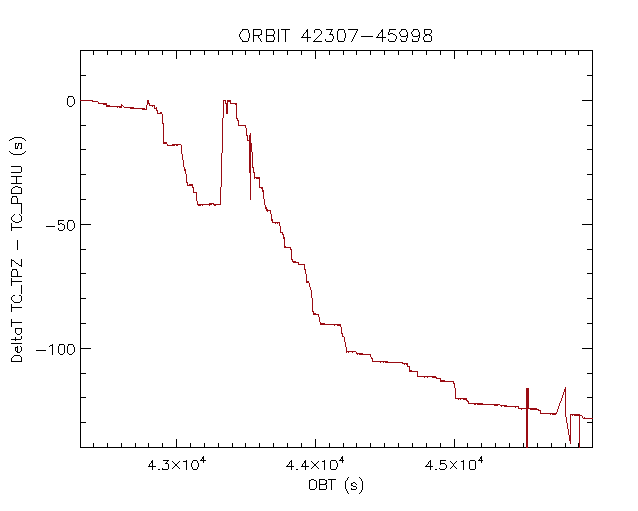 ORBIT 42307-45998
DeltaT TC_TPZ - TC_PDHU (s)
0
-50
-100
4.3×10⁴
4.4×10⁴
4.5×10⁴
OBT (s)